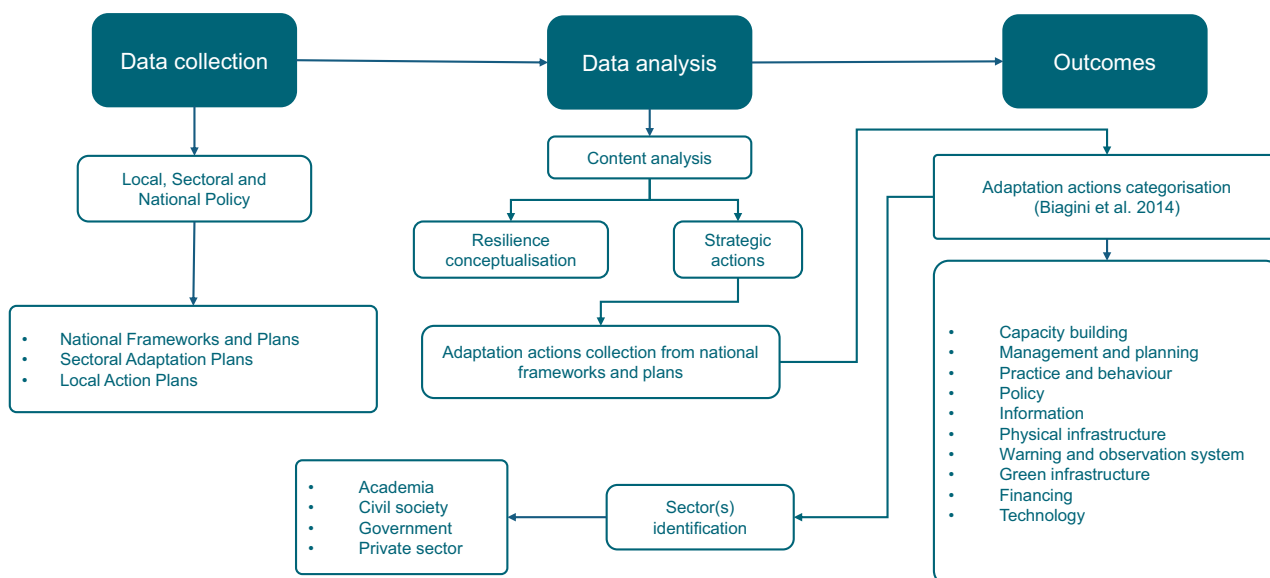 Data collection
Data analysis
Outcomes
Local, Sectoral and
National Policy
• National Frameworks and Plans
• Sectoral Adaptation Plans
• Local Action Plans
Content analysis
Resilience
conceptualisation
Strategic
actions
Adaptation actions collection from national
frameworks and plans
Adaptation actions categorisation
(Biagini et al. 2014)
• Capacity building
• Management and planning
• Practice and behaviour
• Policy
• Information
• Physical infrastructure
• Warning and observation system
• Green infrastructure
• Financing
• Technology
Sector(s)
identification
• Academia
• Civil society
• Government
• Private sector